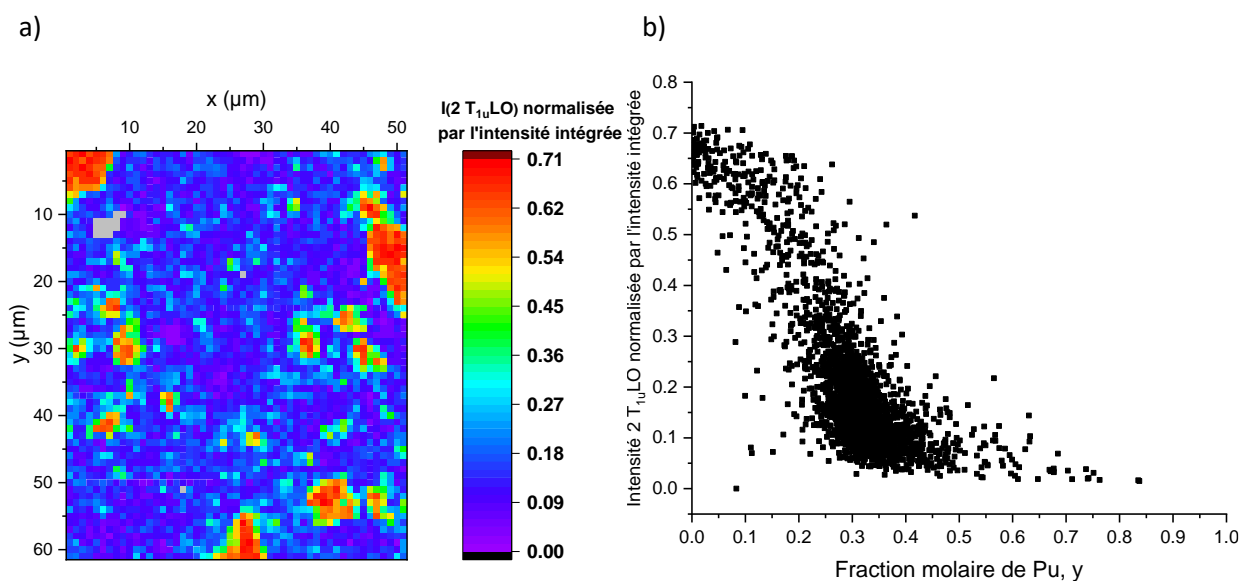 a)
x (µm)
10 20 30 40 50
y (µm)
10
20
30
40
50
60
I(2 T1uLO) normalisée
par l'intensité intégrée
0.71
0.62
0.53
0.44
0.36
0.27
0.18
0.09
0.00
b)
Intensité 2 T1uLO normalisée par l'intensité intégrée
0.8
0.7
0.6
0.5
0.4
0.3
0.2
0.1
0.0
0.0 0.1 0.2 0.3 0.4 0.5 0.6 0.7 0.8 0.9 1.0
Fraction molaire de Pu, y